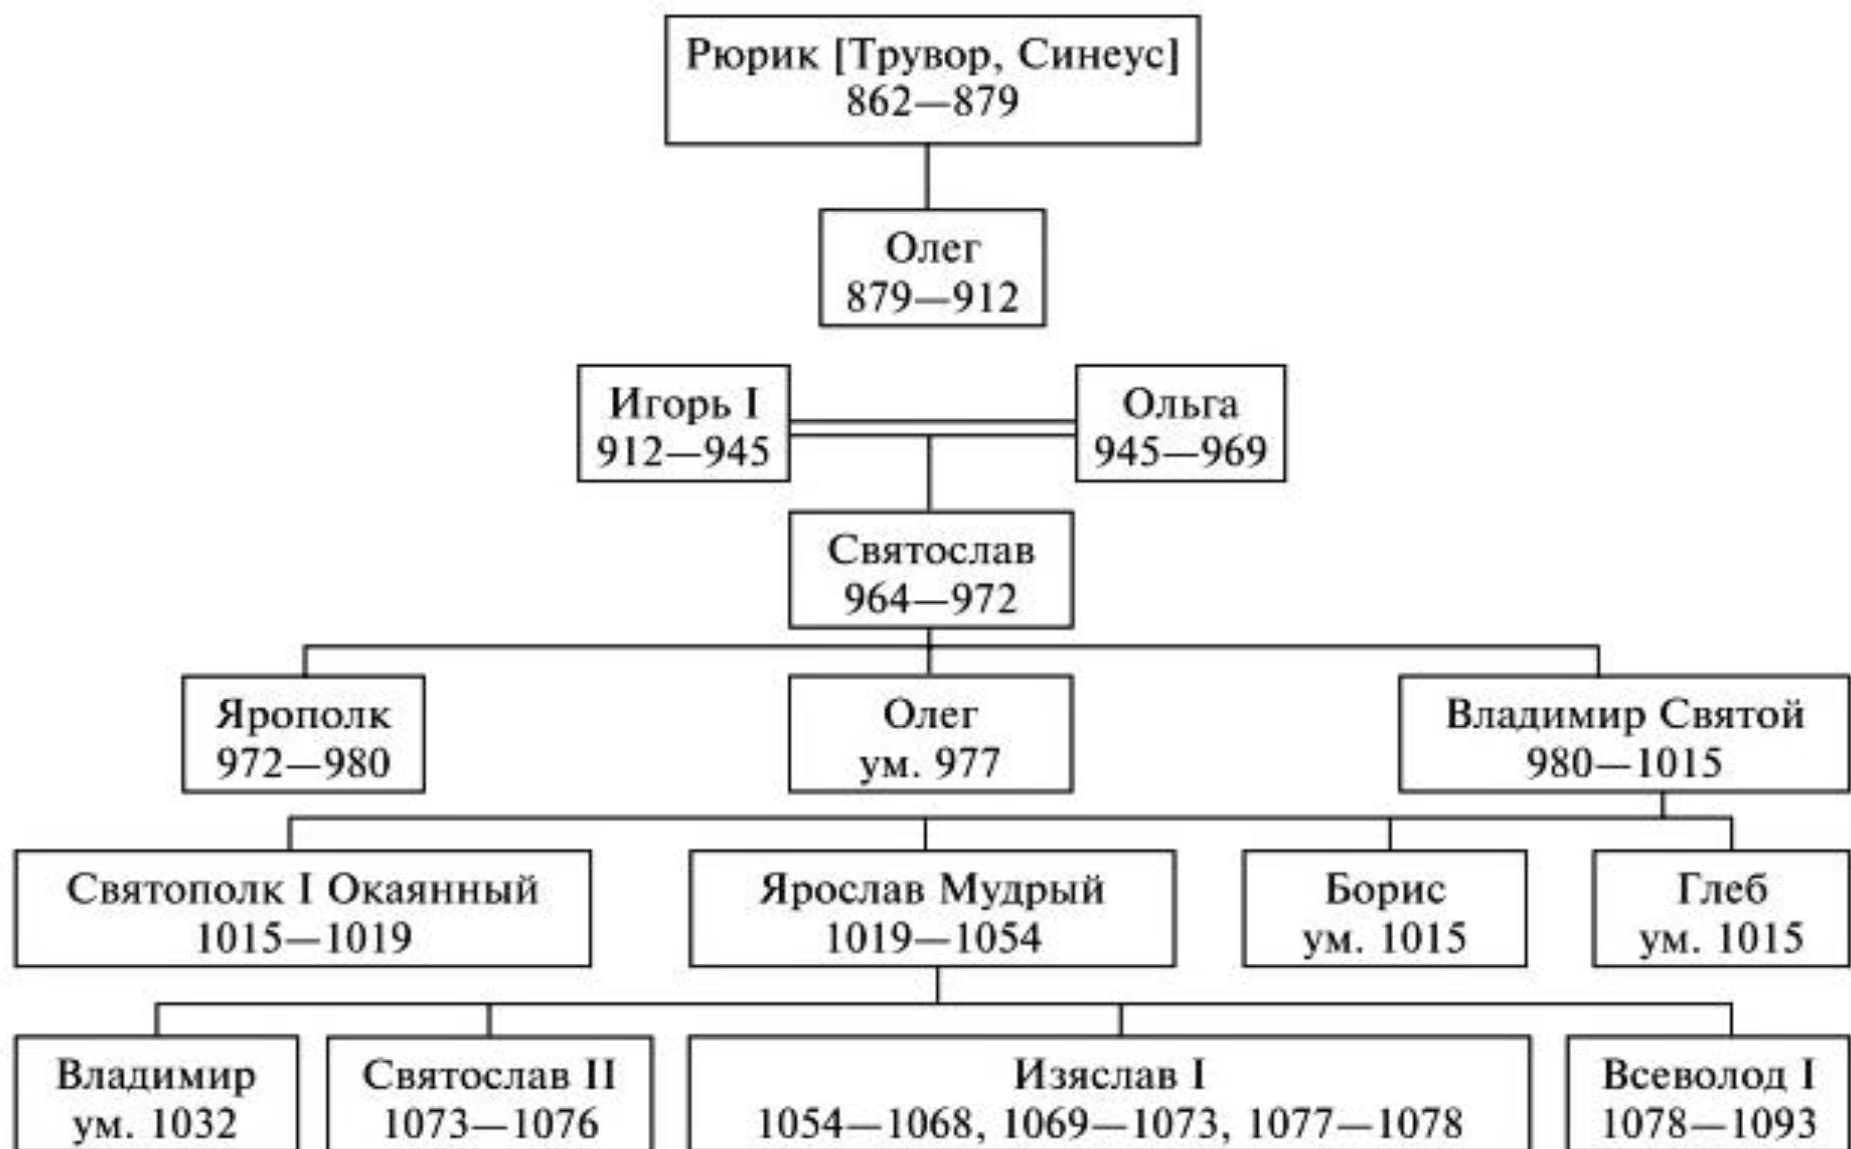 Рюрик [Трувор, Синеус]
862—879
Олег
879—912
Игорь I
912—945
Ольга
945—969
Святослав
964—972
Ярополк
972—980
Олег
ум. 977
Владимир Святой
980—1015
Святополк I Окаянный
1015—1019
Ярослав Мудрый
1019—1054
Борис
ум. 1015
Глеб
ум. 1015
Владимир
ум. 1032
Святослав II
1073—1076
Изяслав I
1054—1068, 1069—1073, 1077—1078
Всеволод I
1078—1093